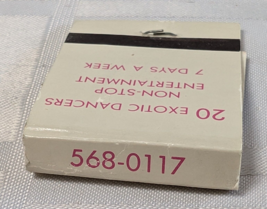 20 EXOTIC DANCERS
NON-STOP
ENTERTAINMENT
7 DAYS A WEEK
568-0117